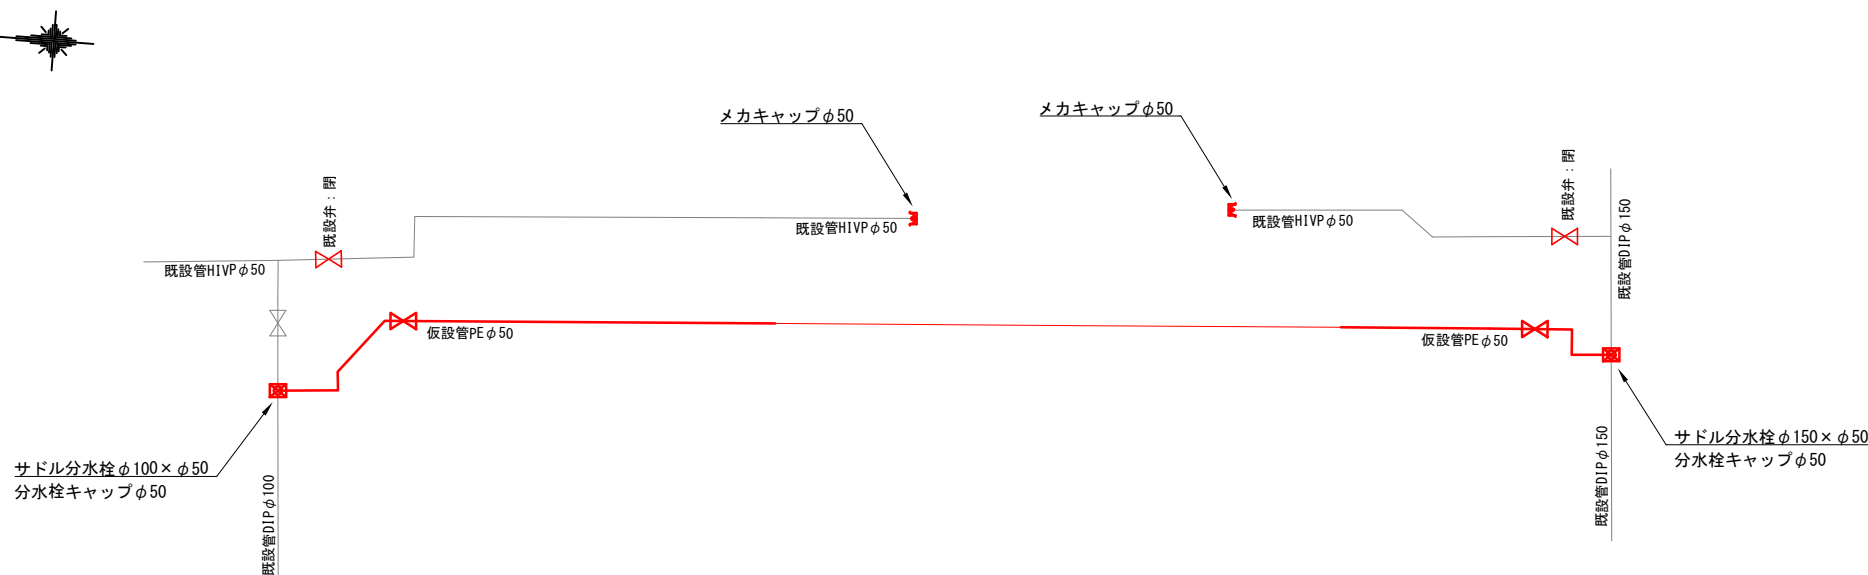 メカキャップφ50
メカキャップφ50
既設弁：閉
既設弁：閉
既設管DIPφ150
既設管HIVPφ50
既設管HIVPφ50
既設管HIVPφ50
仮設管PEφ50
仮設管PEφ50
サドル分水栓φ100×φ50
分水栓キャップφ50
既設管DIPφ100
既設管DIPφ150
サドル分水栓φ150×φ50
分水栓キャップφ50